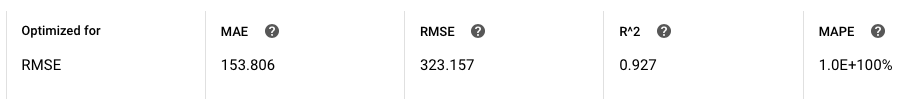 Optimized for MAE RMSE R^2 MAPE
RMSE 153.806 323.157 0.927 1.0E+100%